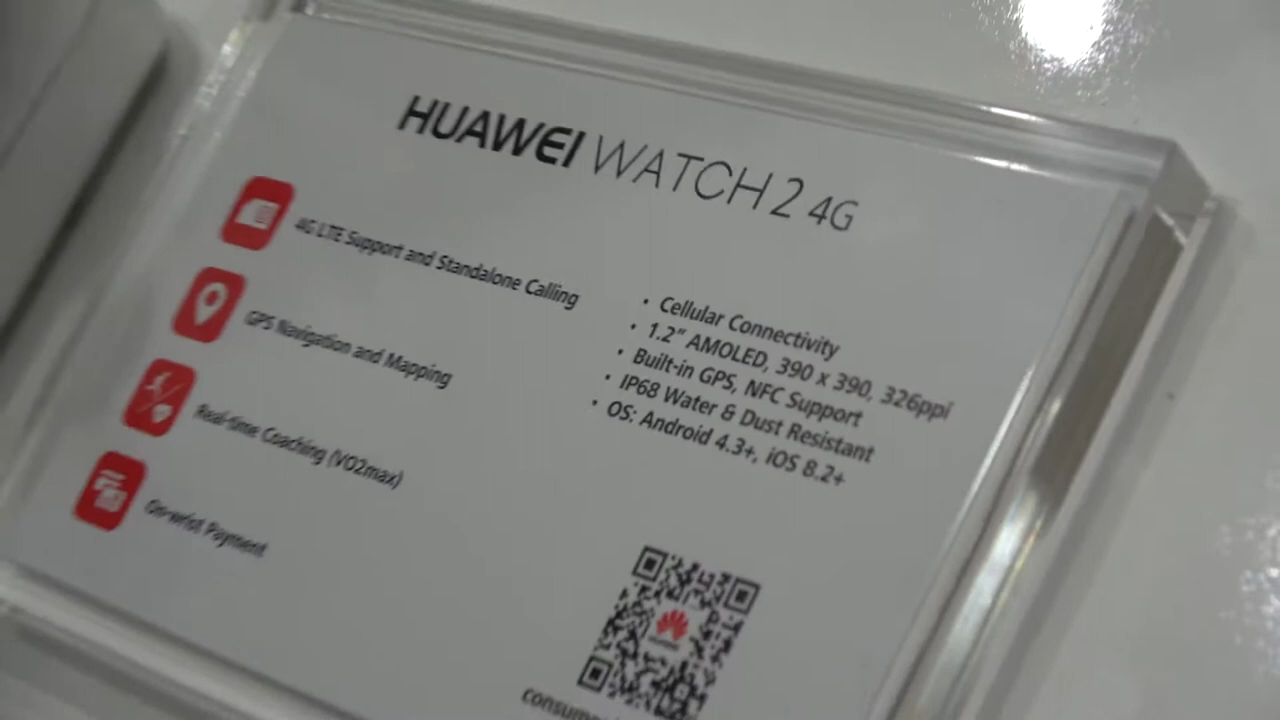 HUAWEI WATCH 2 4G
4G LTE Support and Standalone Calling
GPS Navigation and Mapping
Real-time Coaching (VO2max)
On-wrist Payment
• Cellular Connectivity
• 1.2” AMOLED, 390 x 390, 326ppi
• Built-in GPS, NFC Support
• IP68 Water & Dust Resistant
• OS: Android 4.3+, iOS 8.2+